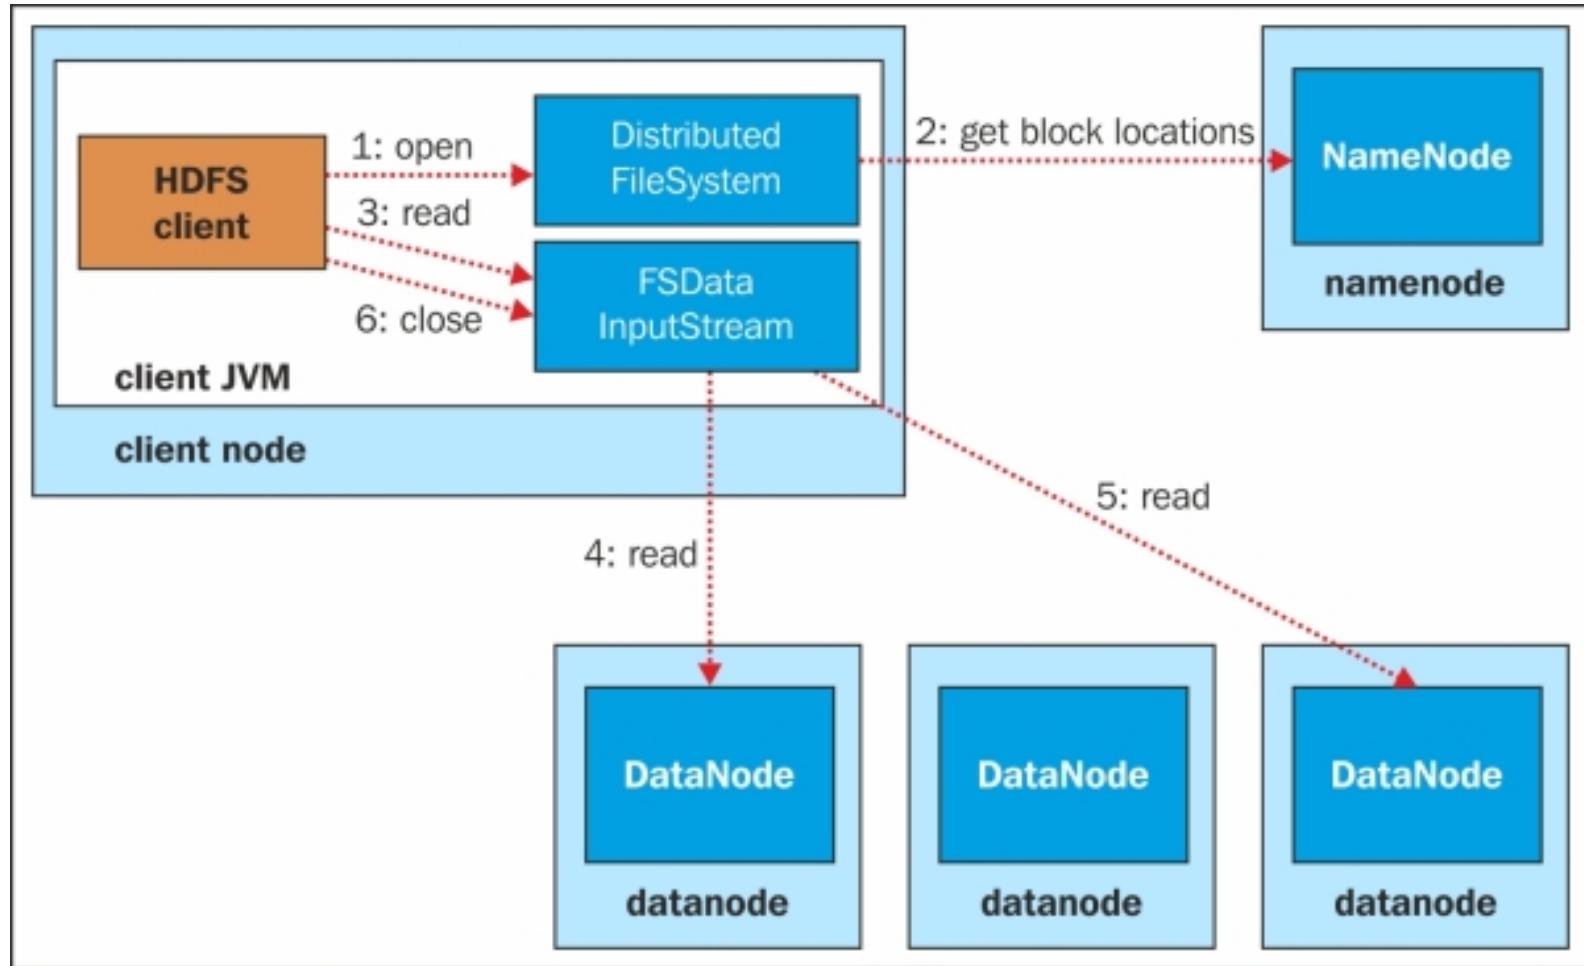 HDFS
client
1: open
3: read
6: close
Distributed
FileSystem
FSData
InputStream
client JVM
client node
2: get block locations
NameNode
namenode
4: read
5: read
DataNode
datanode
DataNode
datanode
DataNode
datanode